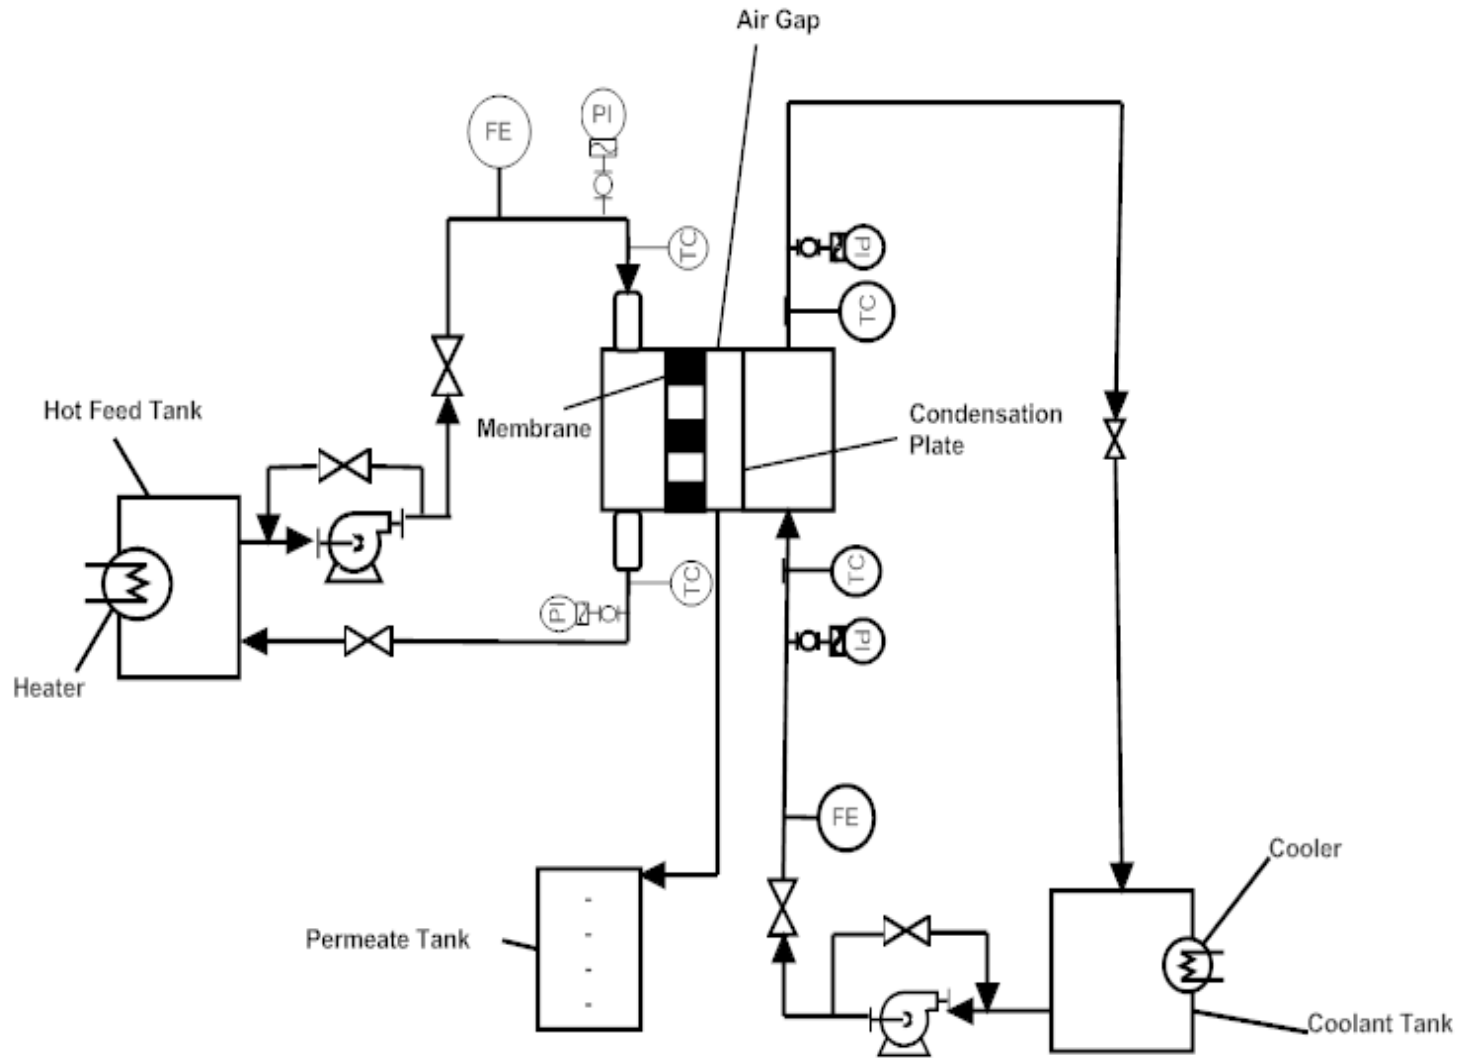 Air Gap
PI
FE
TC
PI
TC
Hot Feed Tank
Membrane
Condensation
Plate
TC
TC
PI
PI
Heater
FE
Cooler
Permeate Tank
Coolant Tank